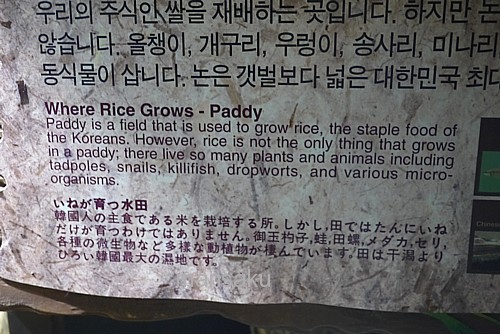 우리의 주식인 쌀을 재배하는 곳입니다. 하지만 논
않습니다. 올챙이, 개구리, 우렁이, 송사리, 미나리
동식물이 삽니다. 논은 갯벌보다 넓은 대한민국 최대
Where Rice Grows - Paddy
Paddy is a field that is used to grow rice, the staple food of
the Koreans. However, rice is not the only thing that grows
in a paddy; there live so many plants and animals including
tadpoles, snails, killifish, dropworts, and various micro-
organisms.
いねが育つ水田
韓國人の主食である米を栽培する所。しかし,田ではたんにいね
だけが育つわけではありません。御玉杓子,蛙,田螺,メダカ,セリ,
各種の微生物など多樣な動植物が棲んでいます。田は干潟より
ひろい韓國最大の濕地です。